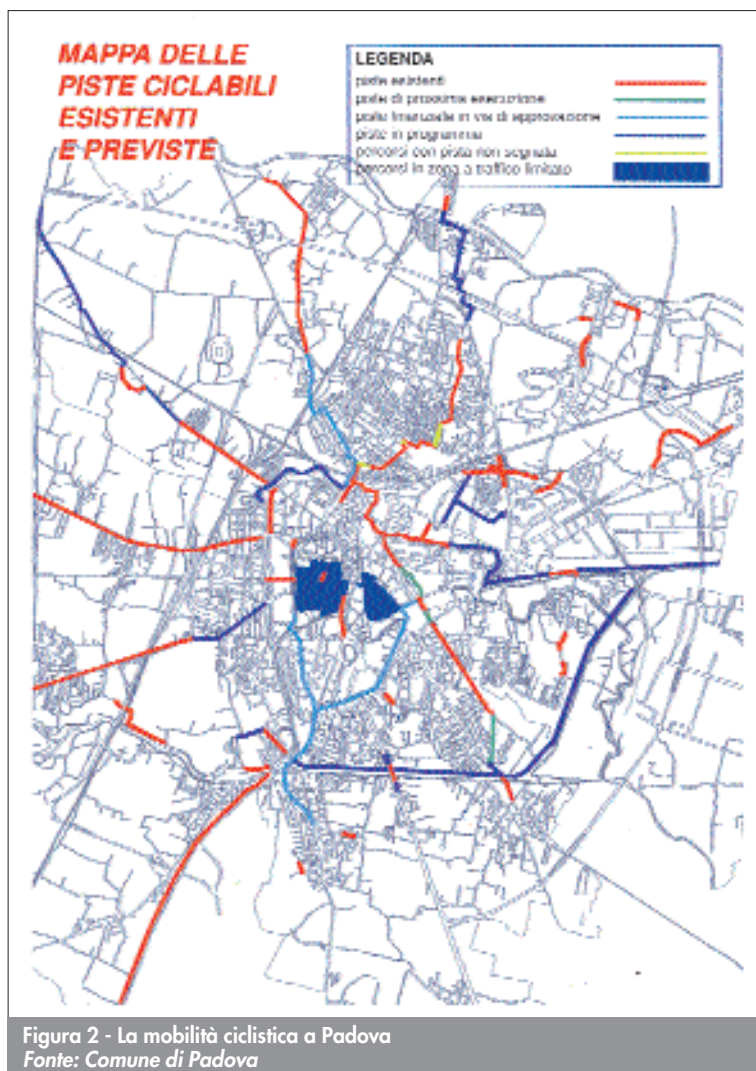 MAPPA DELLE
PISTE CICLABILI
ESISTENTI
E PREVISTE
LEGENDA
piste esistenti
piste di prossima esecuzione
piste finanziate in via di approvazione
piste in programma
percorsi con pista non segnata
percorsi in zona a traffico limitato
Figura 2 - La mobilità ciclistica a Padova
Fonte: Comune di Padova